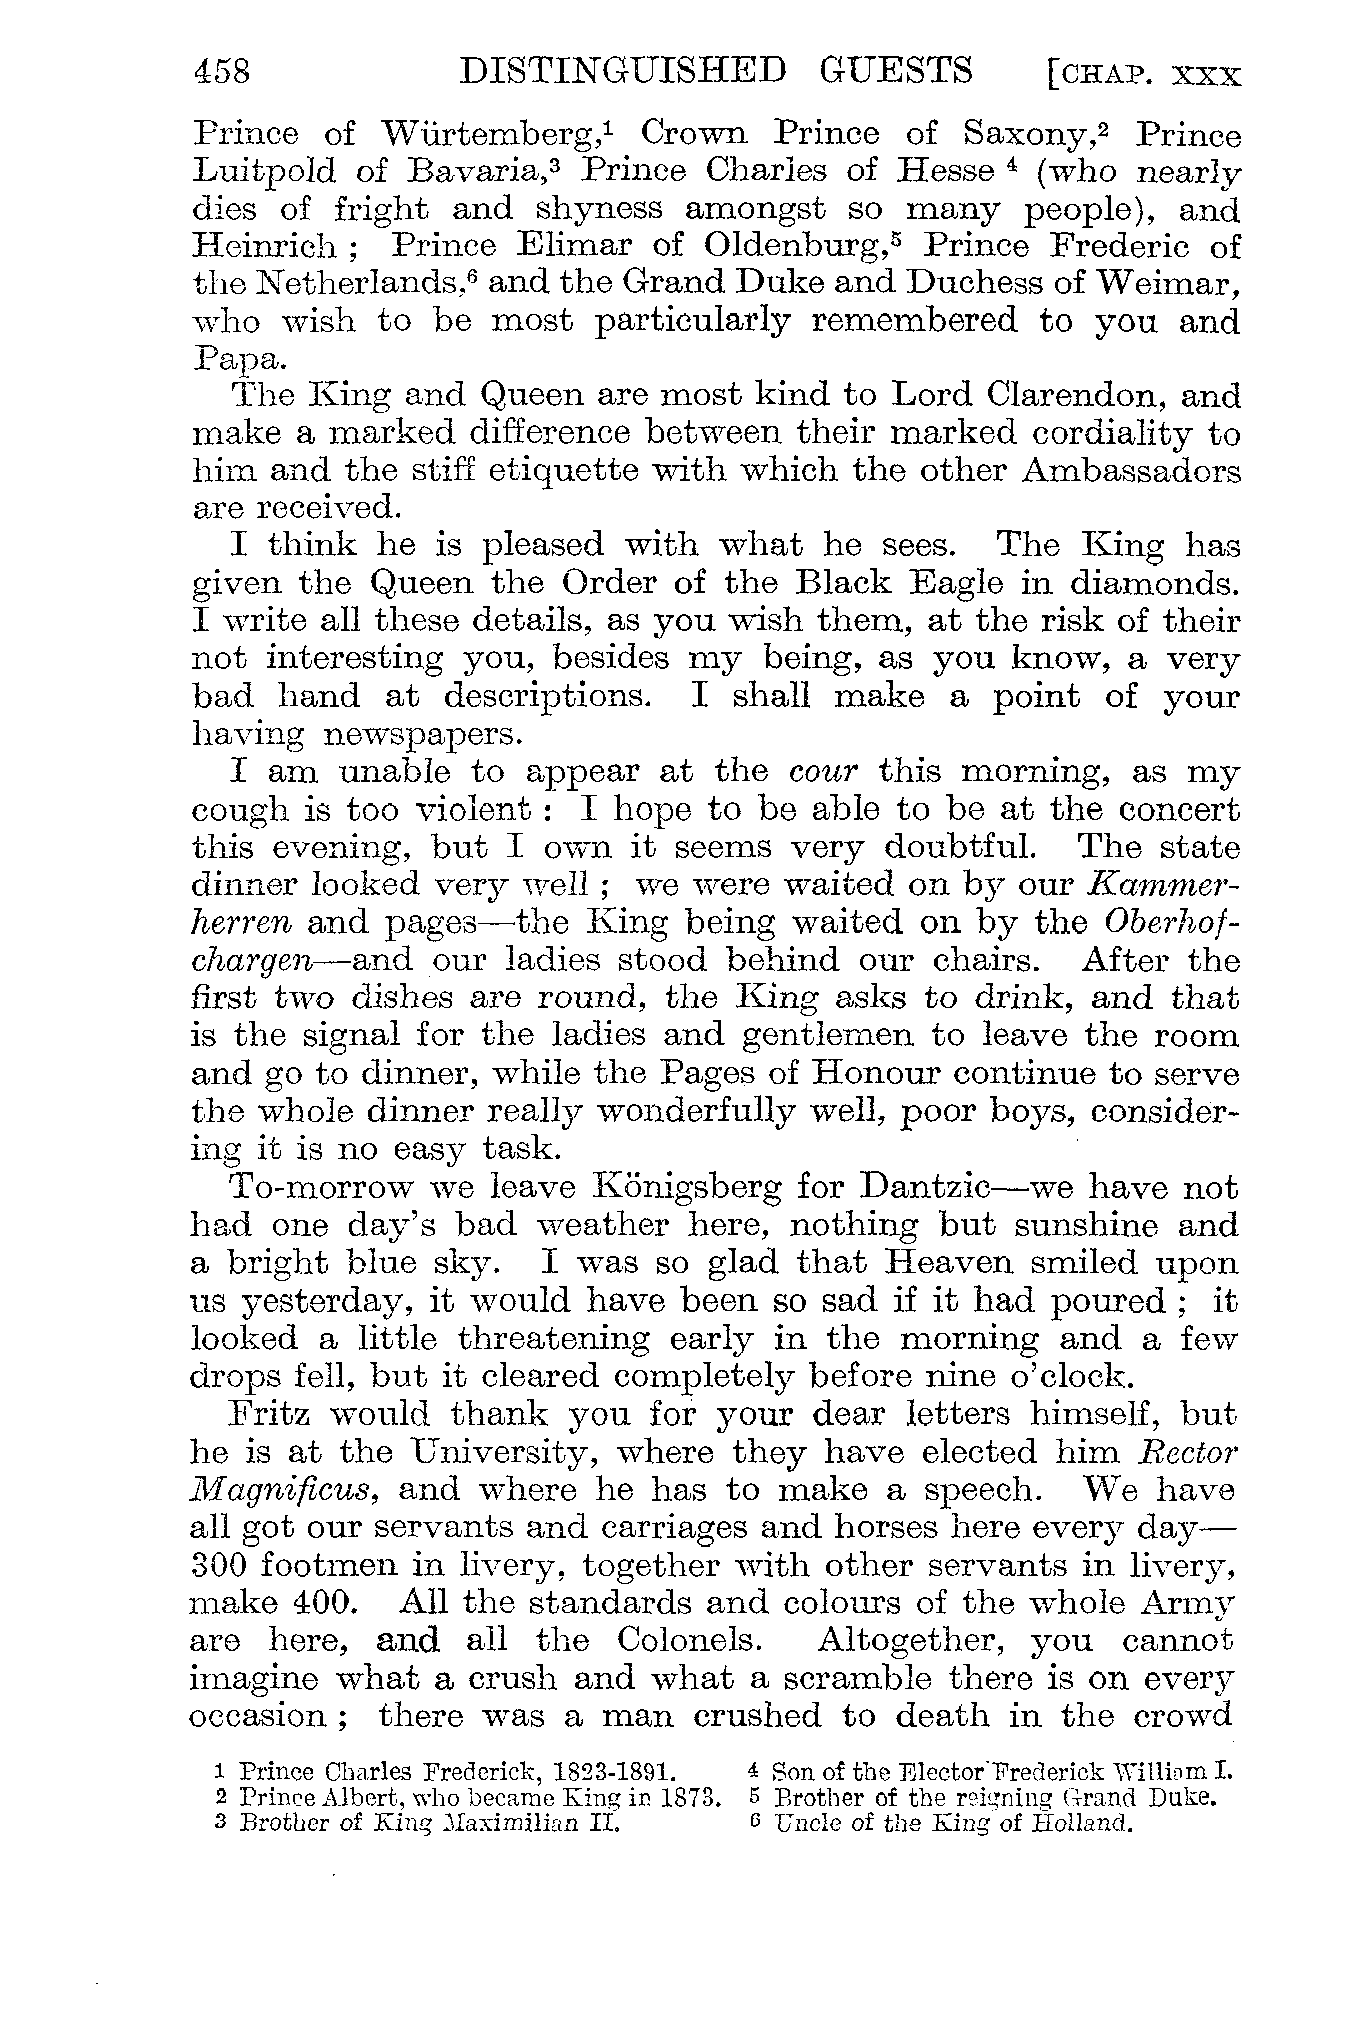 458 DISTINGUISHED GUESTS [CHAP. XXX
Prince of Würtemberg,¹ Crown Prince of Saxony,² Prince
Luitpold of Bavaria,³ Prince Charles of Hesse ⁴ (who nearly
dies of fright and shyness amongst so many people), and
Heinrich ; Prince Elimar of Oldenburg,⁵ Prince Frederic of
the Netherlands,⁶ and the Grand Duke and Duchess of Weimar,
who wish to be most particularly remembered to you and
Papa.
The King and Queen are most kind to Lord Clarendon, and
make a marked difference between their marked cordiality to
him and the stiff etiquette with which the other Ambassadors
are received.
I think he is pleased with what he sees. The King has
given the Queen the Order of the Black Eagle in diamonds.
I write all these details, as you wish them, at the risk of their
not interesting you, besides my being, as you know, a very
bad hand at descriptions. I shall make a point of your
having newspapers.
I am unable to appear at the cour this morning, as my
cough is too violent : I hope to be able to be at the concert
this evening, but I own it seems very doubtful. The state
dinner looked very well ; we were waited on by our Kammer-
herren and pages—the King being waited on by the Oberhof-
chargen—and our ladies stood behind our chairs. After the
first two dishes are round, the King asks to drink, and that
is the signal for the ladies and gentlemen to leave the room
and go to dinner, while the Pages of Honour continue to serve
the whole dinner really wonderfully well, poor boys, consider-
ing it is no easy task.
To-morrow we leave Königsberg for Dantzic—we have not
had one day's bad weather here, nothing but sunshine and
a bright blue sky. I was so glad that Heaven smiled upon
us yesterday, it would have been so sad if it had poured ; it
looked a little threatening early in the morning and a few
drops fell, but it cleared completely before nine o'clock.
Fritz would thank you for your dear letters himself, but
he is at the University, where they have elected him Rector
Magnificus, and where he has to make a speech. We have
all got our servants and carriages and horses here every day—
300 footmen in livery, together with other servants in livery,
make 400. All the standards and colours of the whole Army
are here, and all the Colonels. Altogether, you cannot
imagine what a crush and what a scramble there is on every
occasion ; there was a man crushed to death in the crowd
1 Prince Charles Frederick, 1823-1891.
2 Prince Albert, who became King in 1873.
3 Brother of King Maximilian II.
4 Son of the Elector Frederick William I.
5 Brother of the reigning Grand Duke.
6 Uncle of the King of Holland.